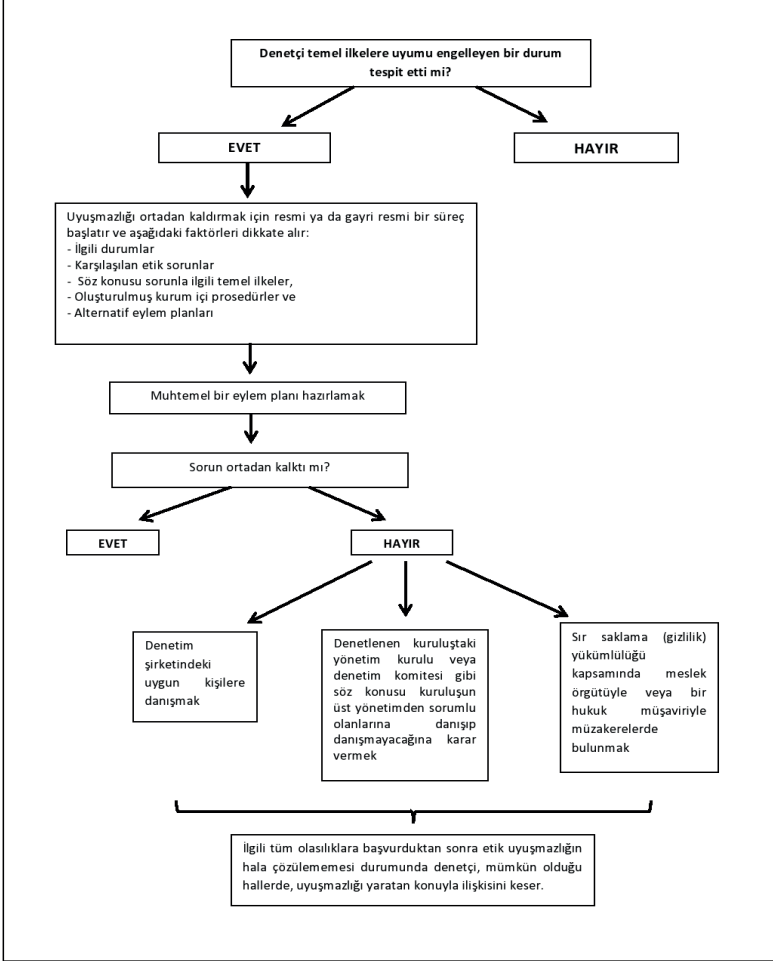 Denetçi temel ilkelere uyumu engelleyen bir durum
tespit etti mi?
EVET
HAYIR
Uyuşmazlığı ortadan kaldırmak için resmi ya da gayri resmi bir süreç
başlatır ve aşağıdaki faktörleri dikkate alır:
- İlgili durumlar
- Karşılaşılan etik sorunlar
- Söz konusu sorunla ilgili temel ilkeler,
- Oluşturulmuş kurum içi prosedürler ve
- Alternatif eylem planları
Muhtemel bir eylem planı hazırlamak
Sorun ortadan kalktı mı?
EVET
HAYIR
Denetim
şirketindeki
uygun kişilere
danışmak
Denetlenen kuruluştaki
yönetim kurulu veya
denetim komitesi gibi
söz konusu kuruluşun
üst yönetimden sorumlu
olanlarına danışıp
danışmayacağına karar
vermek
Sır saklama (gizlilik)
yükümlülüğü
kapsamında meslek
örgütüyle veya bir
hukuk müşaviriyle
müzakerelerde
bulunmak
İlgili tüm olasılıklara başvurduktan sonra etik uyuşmazlığın
hala çözülememesi durumunda denetçi, mümkün olduğu
hallerde, uyuşmazlığı yaratan konuyla ilişkisini keser.